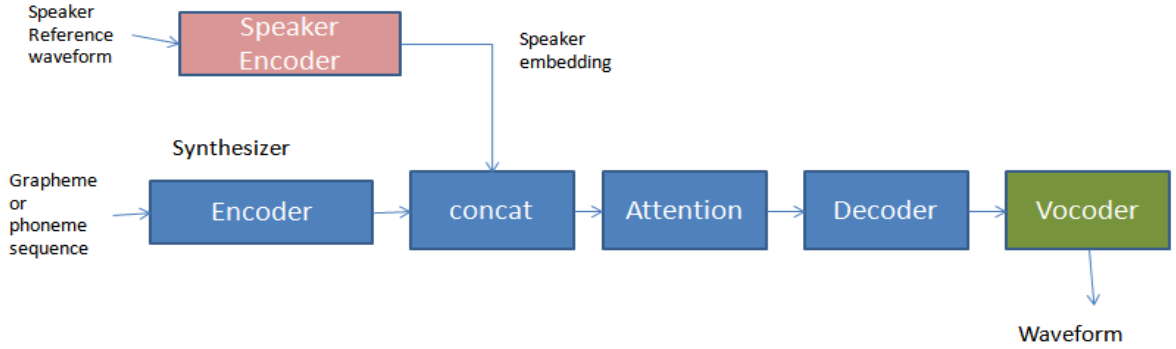 Speaker
Reference
waveform
Speaker
Encoder
Speaker
embedding
Synthesizer
Grapheme
or
phoneme
sequence
Encoder
concat
Attention
Decoder
Vocoder
Waveform